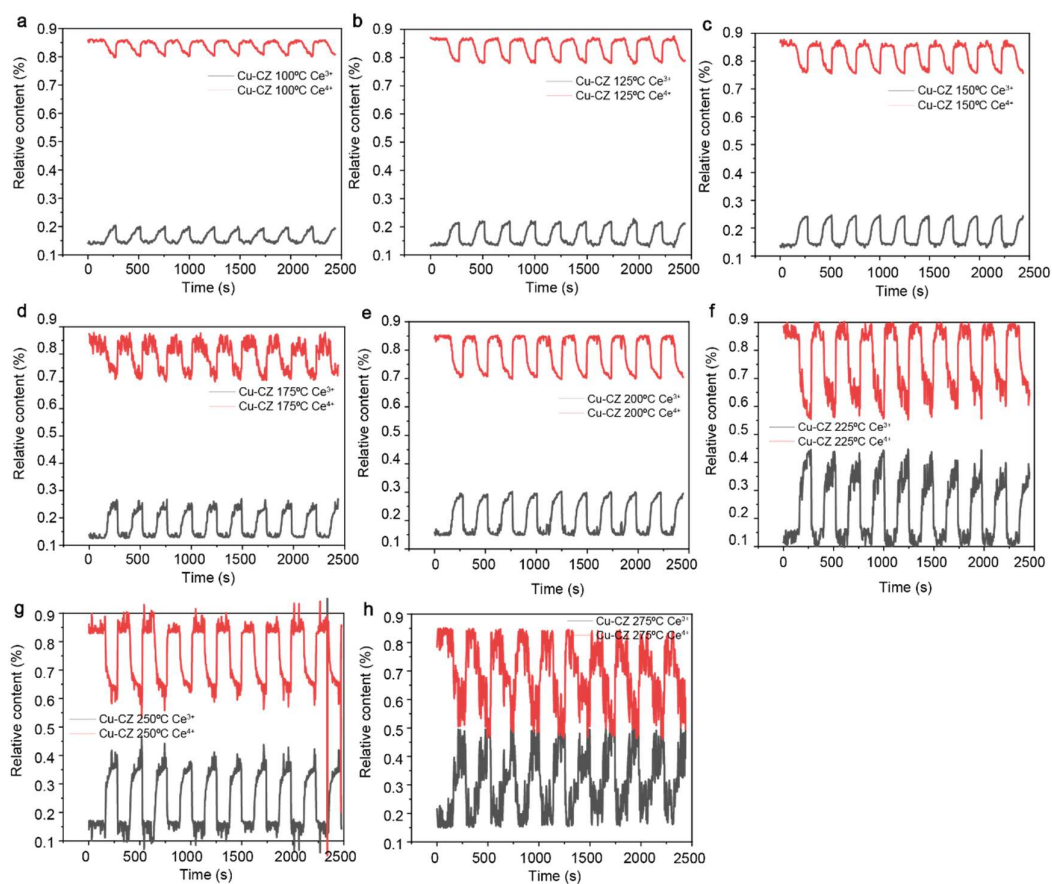 a
Relative content (%)
0.9
0.8
0.7
0.6
0.5
0.4
0.3
0.2
0.1
Cu-CZ 100ºC Ce³⁺
Cu-CZ 100ºC Ce⁴⁺
0 500 1000 1500 2000 2500
Time (s)
b
Relative content (%)
0.9
0.8
0.7
0.6
0.5
0.4
0.3
0.2
0.1
Cu-CZ 125ºC Ce³⁺
Cu-CZ 125ºC Ce⁴⁺
0 500 1000 1500 2000 2500
Time (s)
c
Relative content (%)
0.9
0.8
0.7
0.6
0.5
0.4
0.3
0.2
0.1
Cu-CZ 150ºC Ce³⁺
Cu-CZ 150ºC Ce⁴⁺
0 500 1000 1500 2000 2500
Time (s)
d
Relative content (%)
0.9
0.8
0.7
0.6
0.5
0.4
0.3
0.2
0.1
Cu-CZ 175ºC Ce³⁺
Cu-CZ 175ºC Ce⁴⁺
0 500 1000 1500 2000 2500
Time (s)
e
Relative content (%)
0.9
0.8
0.7
0.6
0.5
0.4
0.3
0.2
0.1
Cu-CZ 200ºC Ce³⁺
Cu-CZ 200ºC Ce⁴⁺
0 500 1000 1500 2000 2500
Time (s)
f
Relative content (%)
0.9
0.8
0.7
0.6
0.5
0.4
0.3
0.2
0.1
Cu-CZ 225ºC Ce³⁺
Cu-CZ 225ºC Ce⁴⁺
0 500 1000 1500 2000 2500
Time (s)
g
Relative content (%)
0.9
0.8
0.7
0.6
0.5
0.4
0.3
0.2
0.1
Cu-CZ 250ºC Ce³⁺
Cu-CZ 250ºC Ce⁴⁺
0 500 1000 1500 2000 2500
Time (s)
h
Relative content (%)
0.9
0.8
0.7
0.6
0.5
0.4
0.3
0.2
0.1
Cu-CZ 275ºC Ce³⁺
Cu-CZ 275ºC Ce⁴⁺
0 500 1000 1500 2000 2500
Time (s)